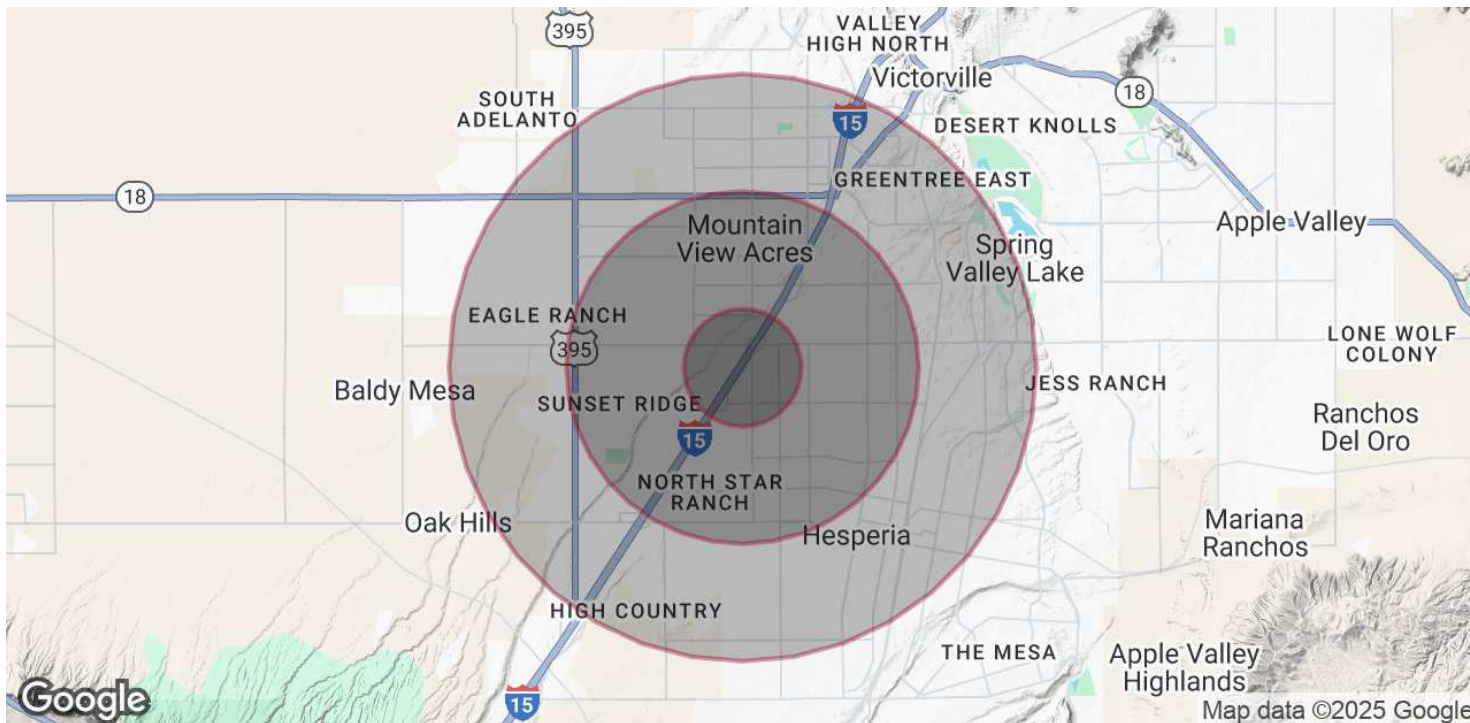 395
VALLEY
HIGH NORTH
Victorville
SOUTH
ADELANTO
18
15
DESERT KNOLLS
18
GREENTREE EAST
Mountain
View Acres
Spring
Valley Lake
Apple Valley
EAGLE RANCH
395
LONE WOLF
COLONY
Baldy Mesa
SUNSET RIDGE
JESS RANCH
15
Ranchos
Del Oro
NORTH STAR
RANCH
Oak Hills
Hesperia
Mariana
Ranchos
HIGH COUNTRY
THE MESA
Apple Valley
Highlands
Google
15
Map data ©2025 Google